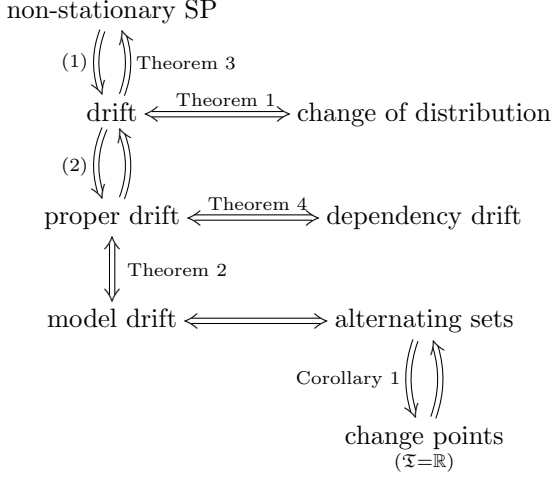 non-stationary SP
(1) Theorem 3
drift Theorem 1 change of distribution
(2)
proper drift Theorem 4 dependency drift
Theorem 2
model drift alternating sets
Corollary 1
change points
(𝔗=ℝ)